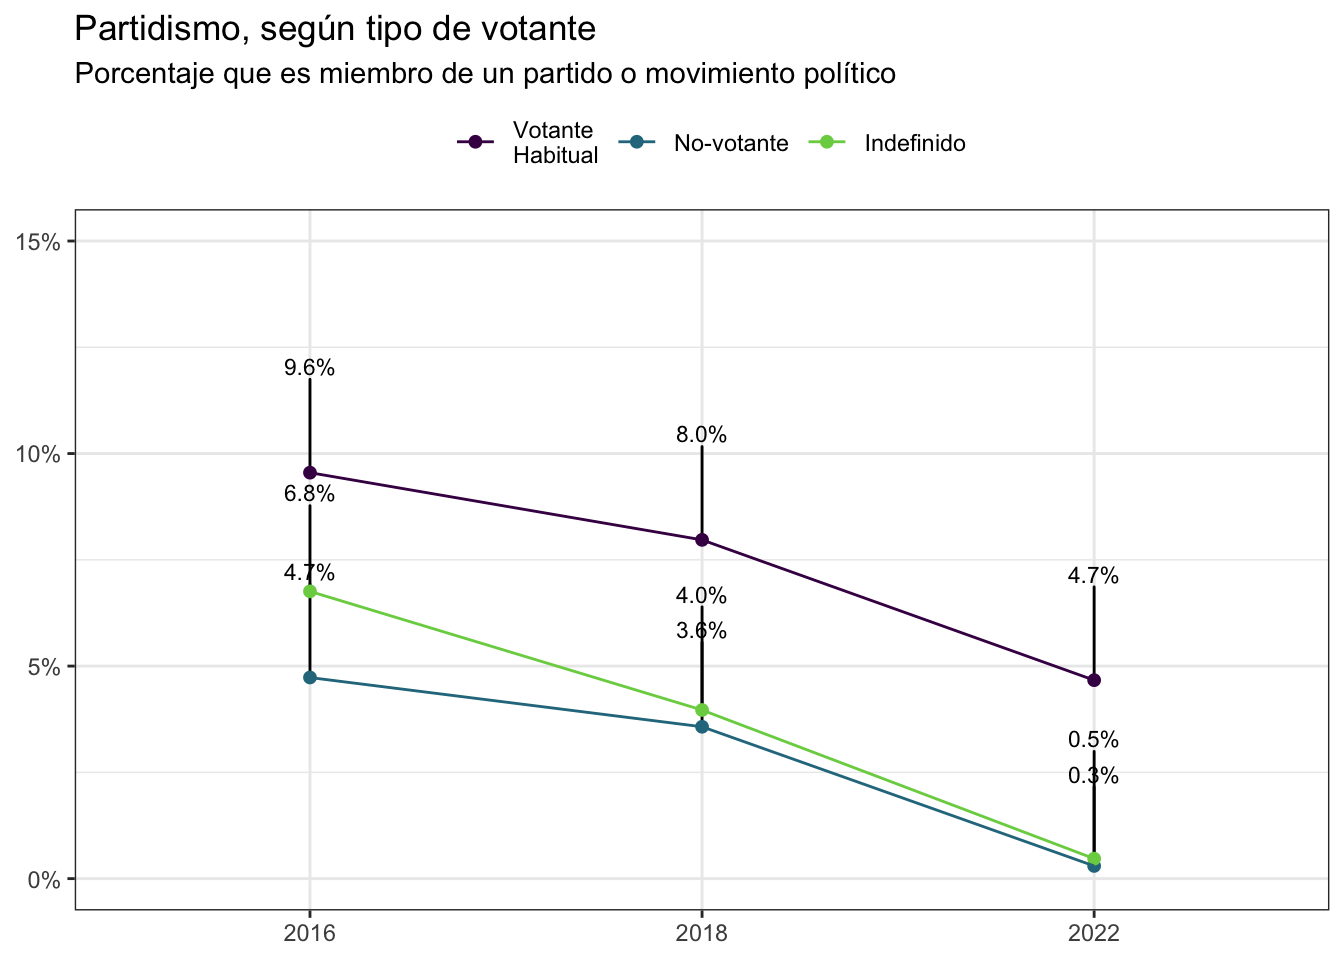 Partidismo, según tipo de votante
Porcentaje que es miembro de un partido o movimiento político
Votante
Habitual
No-votante
Indefinido
15%
10%
5%
0%
9.6%
6.8%
4.7%
8.0%
4.0%
3.6%
4.7%
0.5%
0.3%
2016
2018
2022